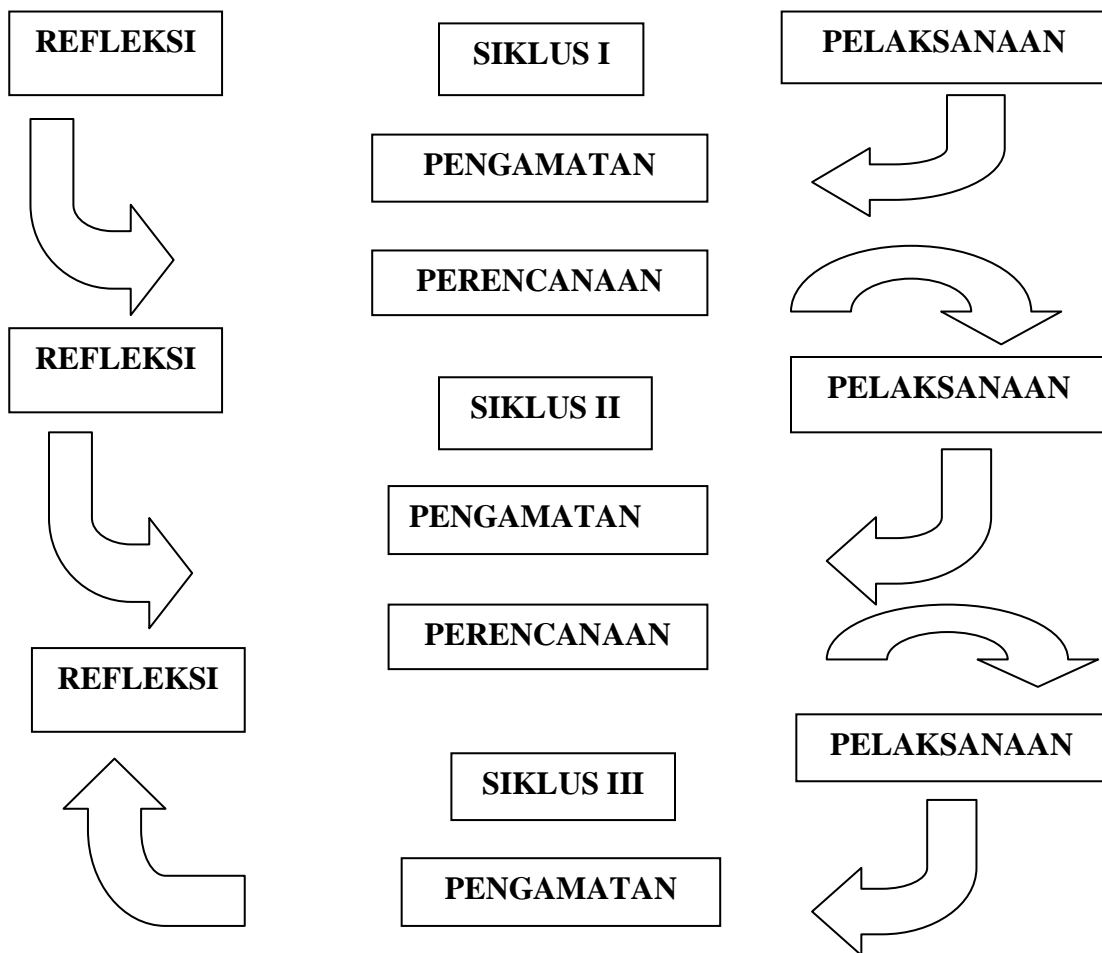 REFLEKSI
SIKLUS I
PELAKSANAAN
PENGAMATAN
PERENCANAAN
REFLEKSI
SIKLUS II
PELAKSANAAN
PENGAMATAN
PERENCANAAN
REFLEKSI
SIKLUS III
PELAKSANAAN
PENGAMATAN